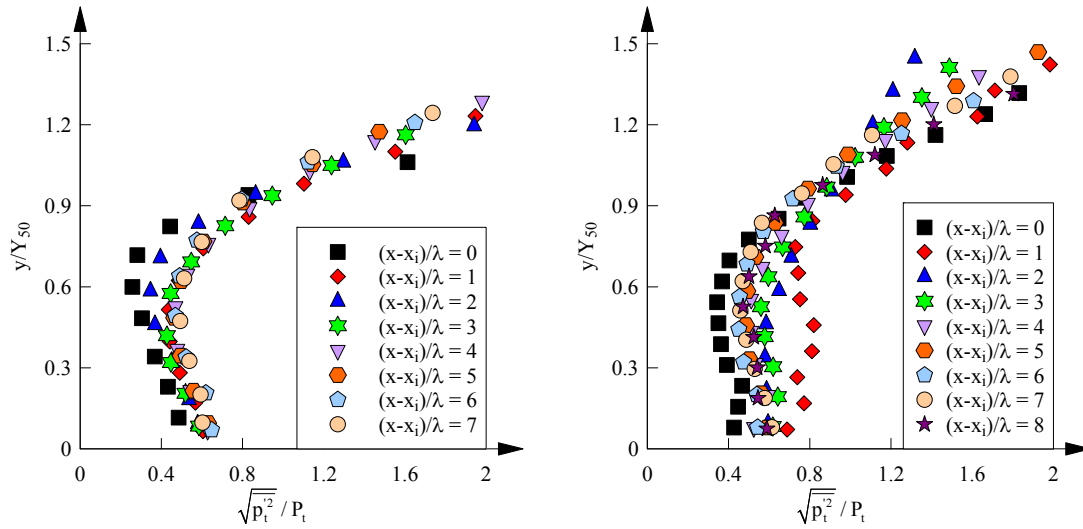 1.5
1.2
0.9
0.6
0.3
0
y/Y50
(x-xi)/λ = 0
(x-xi)/λ = 1
(x-xi)/λ = 2
(x-xi)/λ = 3
(x-xi)/λ = 4
(x-xi)/λ = 5
(x-xi)/λ = 6
(x-xi)/λ = 7
0 0.4 0.8 1.2 1.6 2
√p't² / Pt
1.5
1.2
0.9
0.6
0.3
0
y/Y50
(x-xi)/λ = 0
(x-xi)/λ = 1
(x-xi)/λ = 2
(x-xi)/λ = 3
(x-xi)/λ = 4
(x-xi)/λ = 5
(x-xi)/λ = 6
(x-xi)/λ = 7
(x-xi)/λ = 8
0 0.4 0.8 1.2 1.6 2
√p't² / Pt